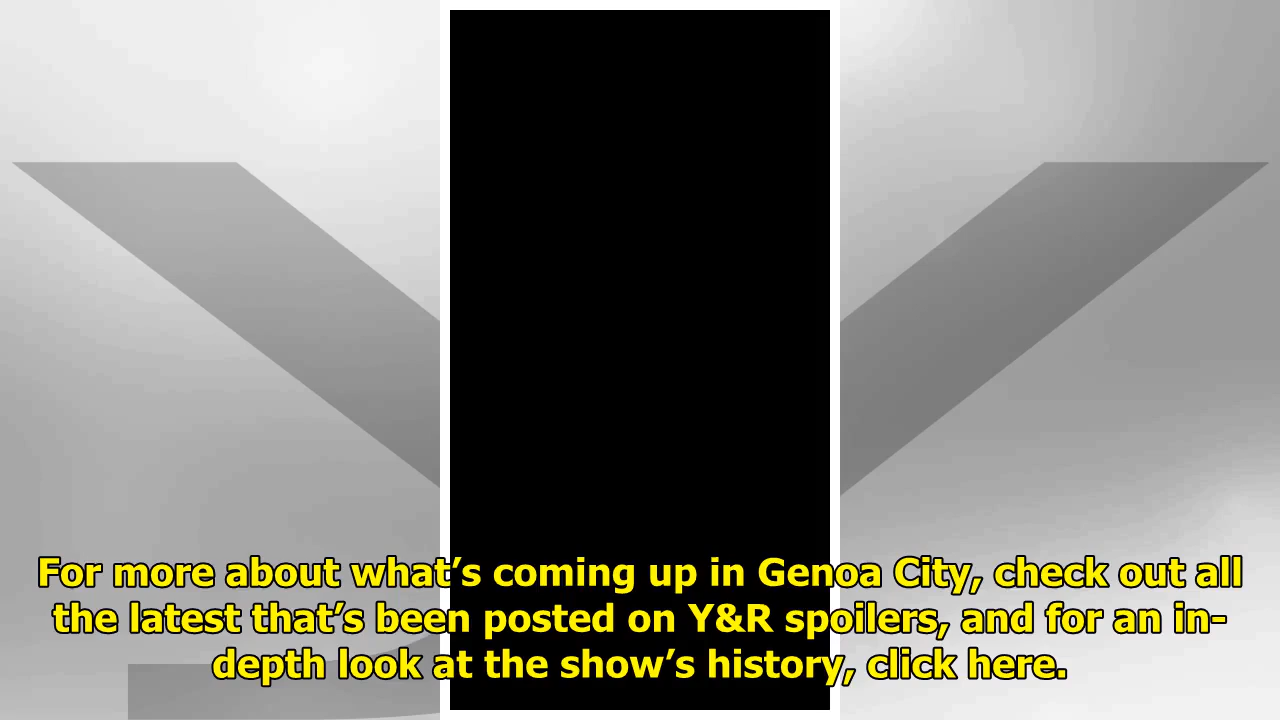 For more about what’s coming up in Genoa City, check out all
the latest that’s been posted on Y&R spoilers, and for an in-
depth look at the show’s history, click here.